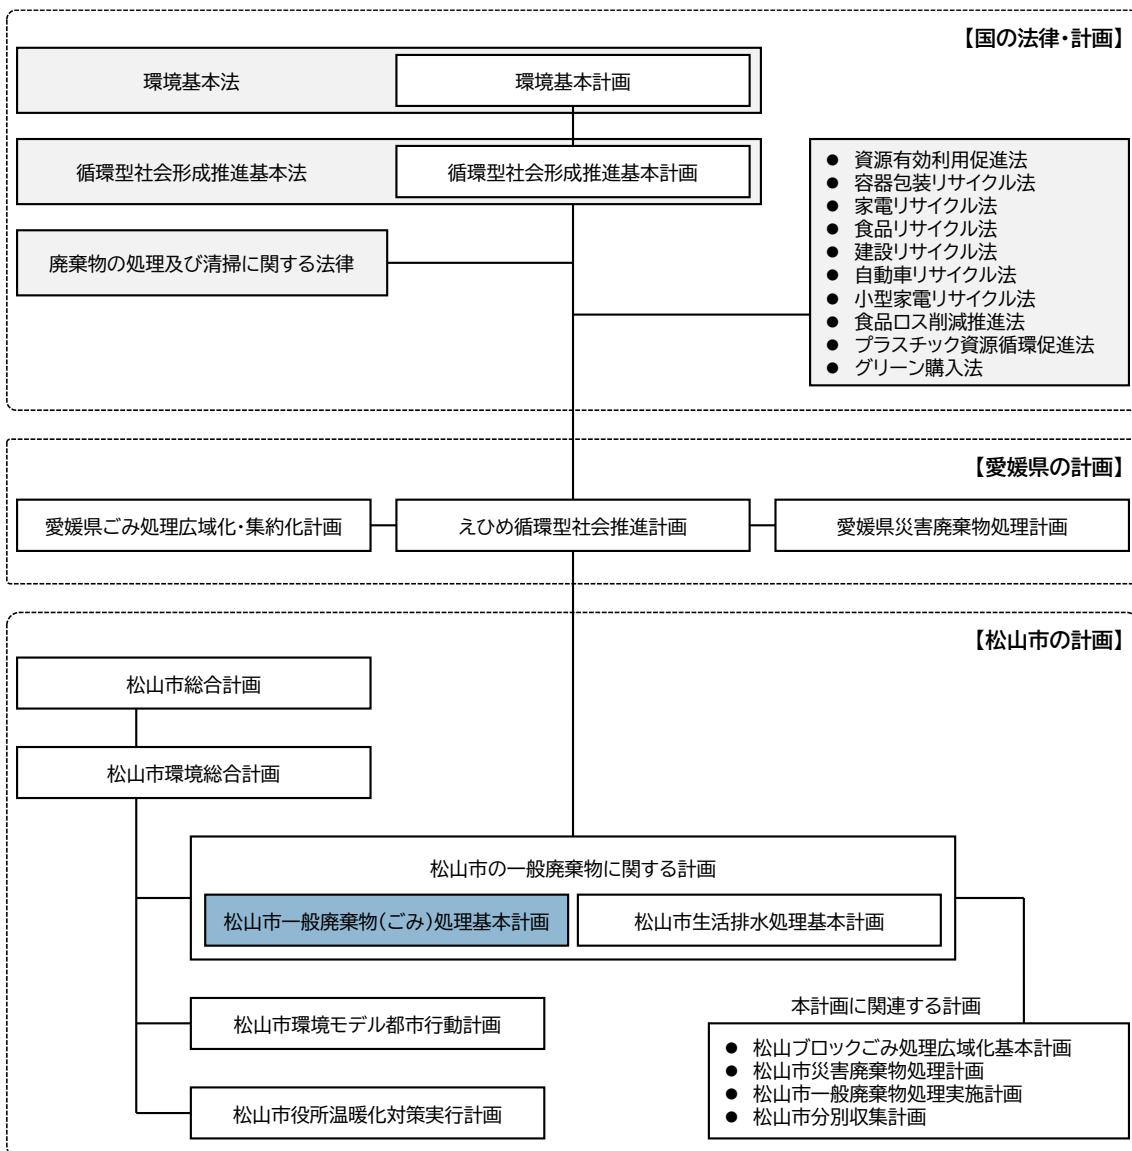 【国の法律・計画】
環境基本法
環境基本計画
循環型社会形成推進基本法
循環型社会形成推進基本計画
廃棄物の処理及び清掃に関する法律
● 資源有効利用促進法
● 容器包装リサイクル法
● 家電リサイクル法
● 食品リサイクル法
● 建設リサイクル法
● 自動車リサイクル法
● 小型家電リサイクル法
● 食品ロス削減推進法
● プラスチック資源循環促進法
● グリーン購入法
【愛媛県の計画】
愛媛県ごみ処理広域化・集約化計画
えひめ循環型社会推進計画
愛媛県災害廃棄物処理計画
【松山市の計画】
松山市総合計画
松山市環境総合計画
松山市の一般廃棄物に関する計画
松山市一般廃棄物(ごみ)処理基本計画
松山市生活排水処理基本計画
松山市環境モデル都市行動計画
松山市役所温暖化対策実行計画
本計画に関連する計画
● 松山ブロックごみ処理広域化基本計画
● 松山市災害廃棄物処理計画
● 松山市一般廃棄物処理実施計画
● 松山市分別収集計画